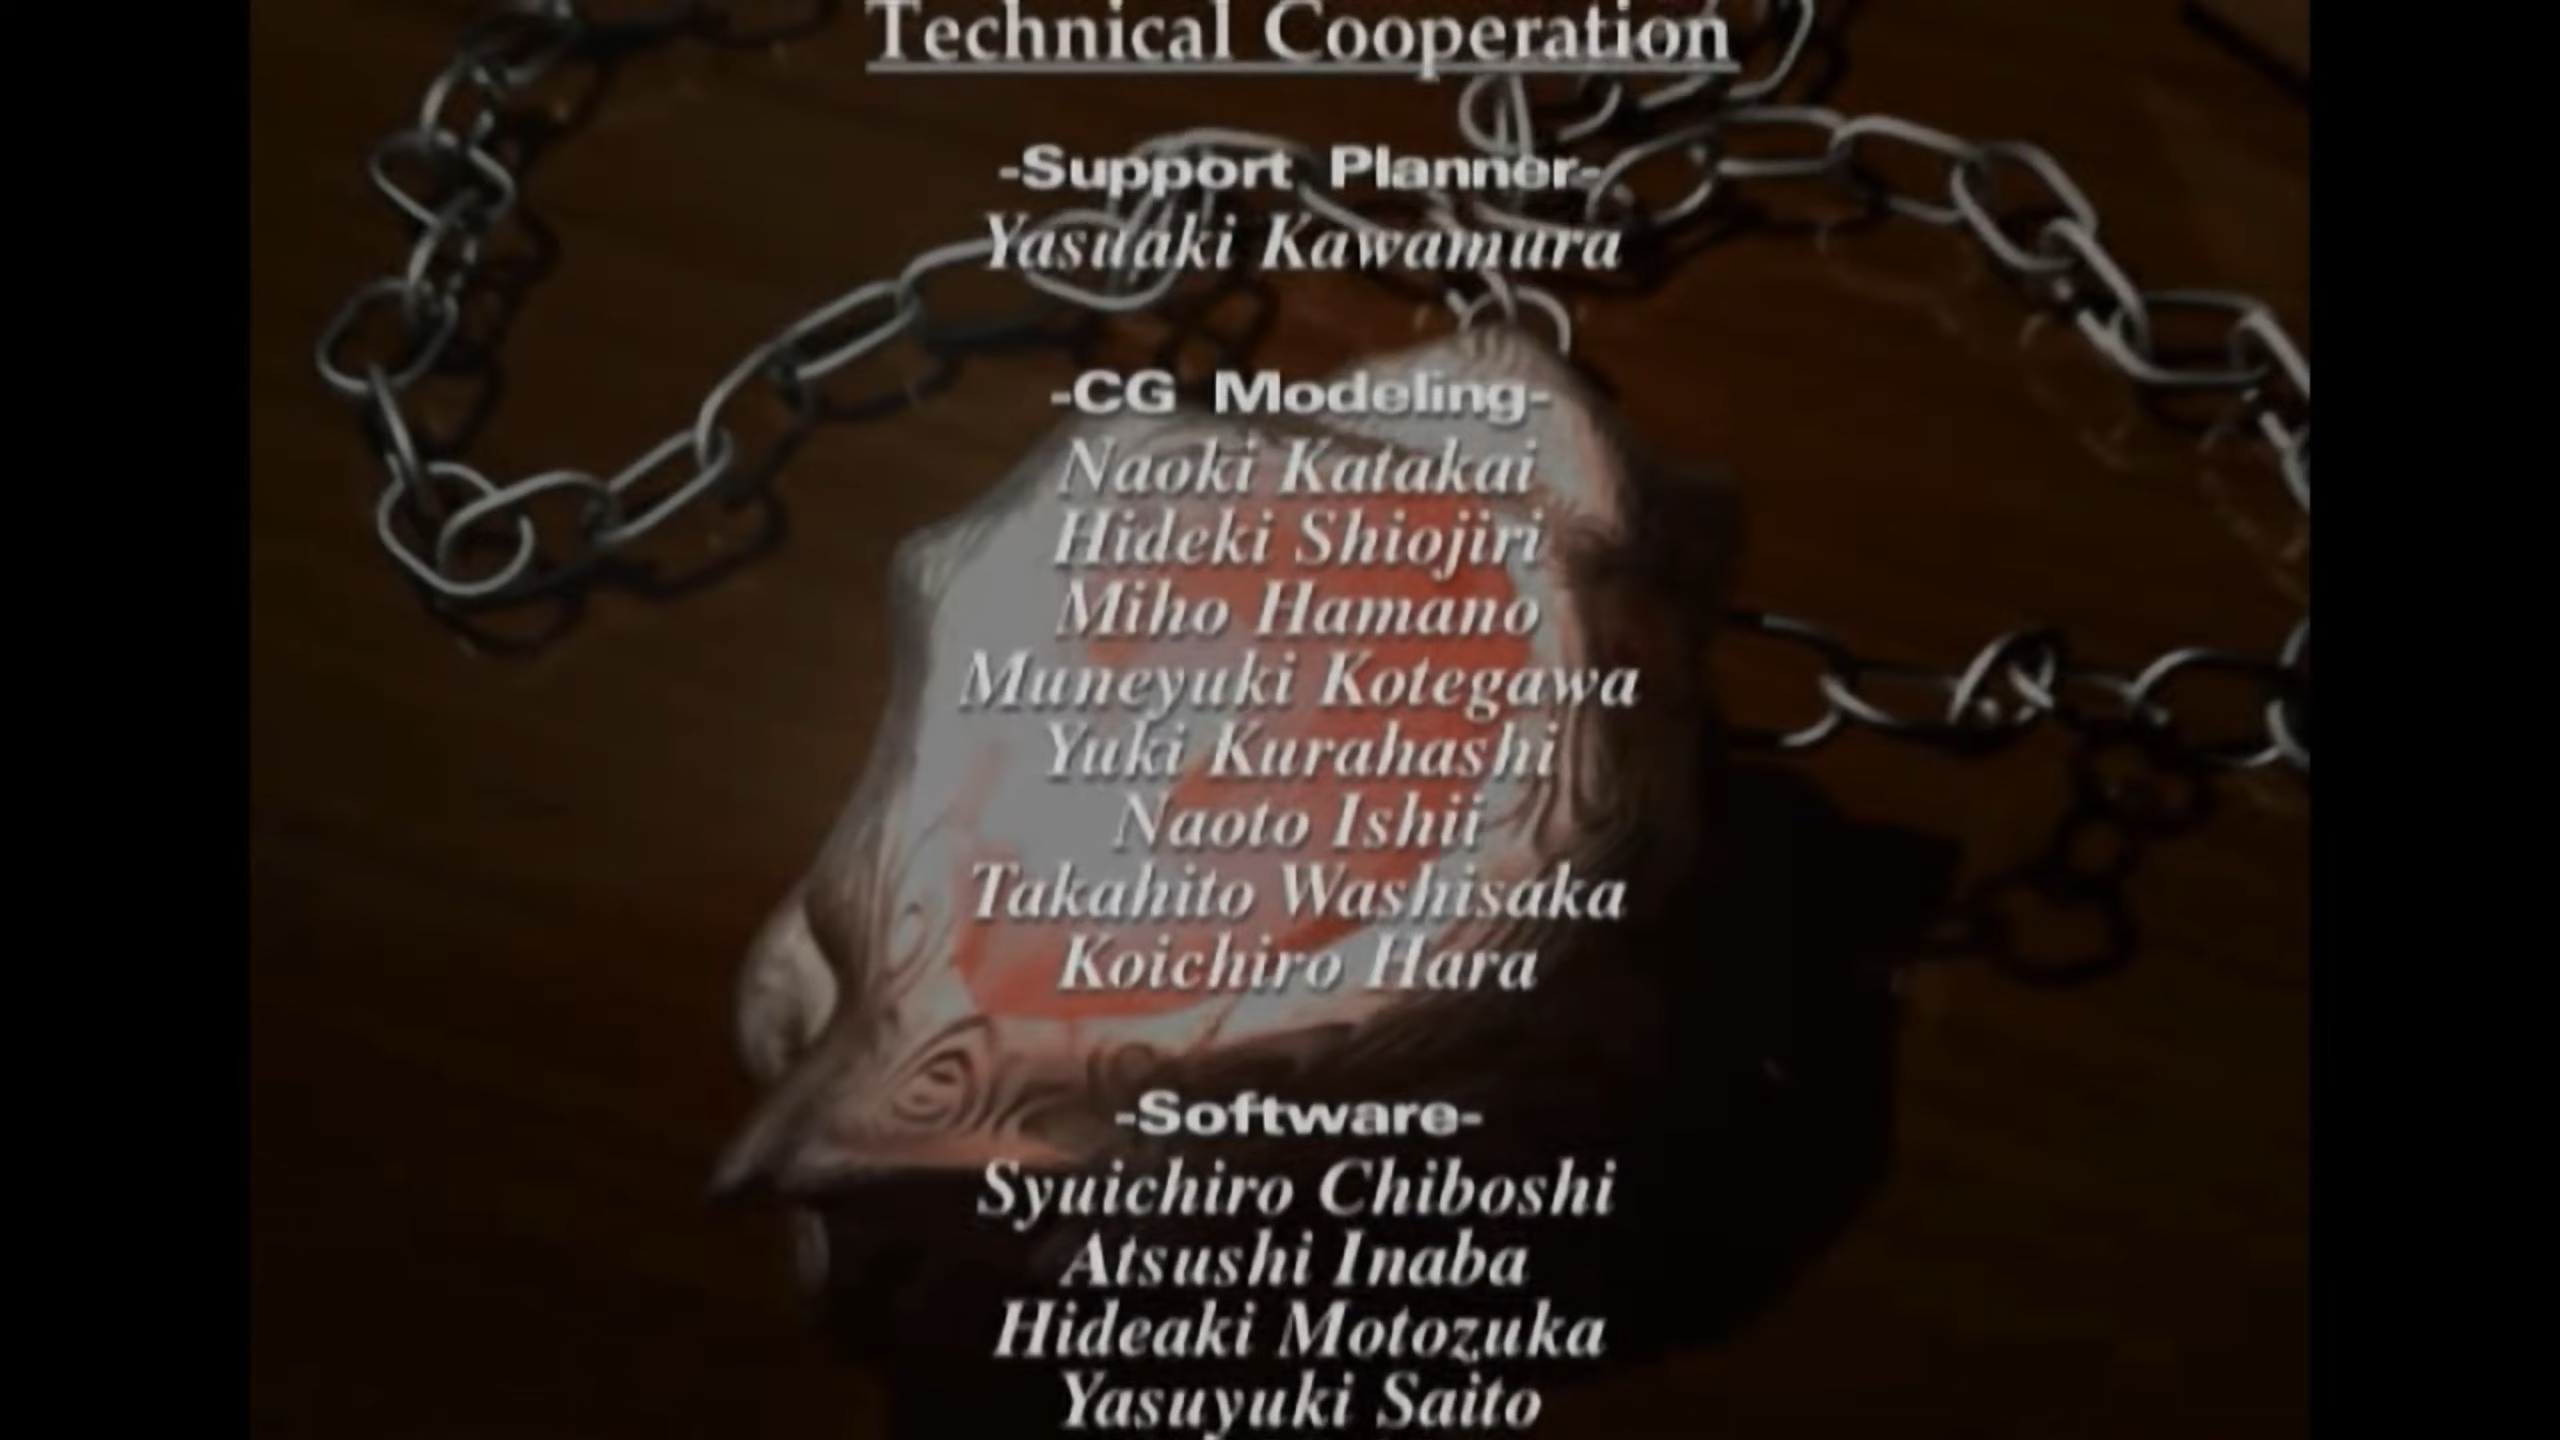 Technical Cooperation
-Support Planner-
Yasuaki Kawamura
-CG Modeling-
Naoki Katakai
Hideki Shiojiri
Miho Hamano
Muneyuki Kotegawa
Yuki Kurahashi
Naoto Ishii
Takahito Washisaka
Koichiro Hara
-Software-
Syuichiro Chiboshi
Atsushi Inaba
Hideaki Motozuka
Yasuyuki Saito